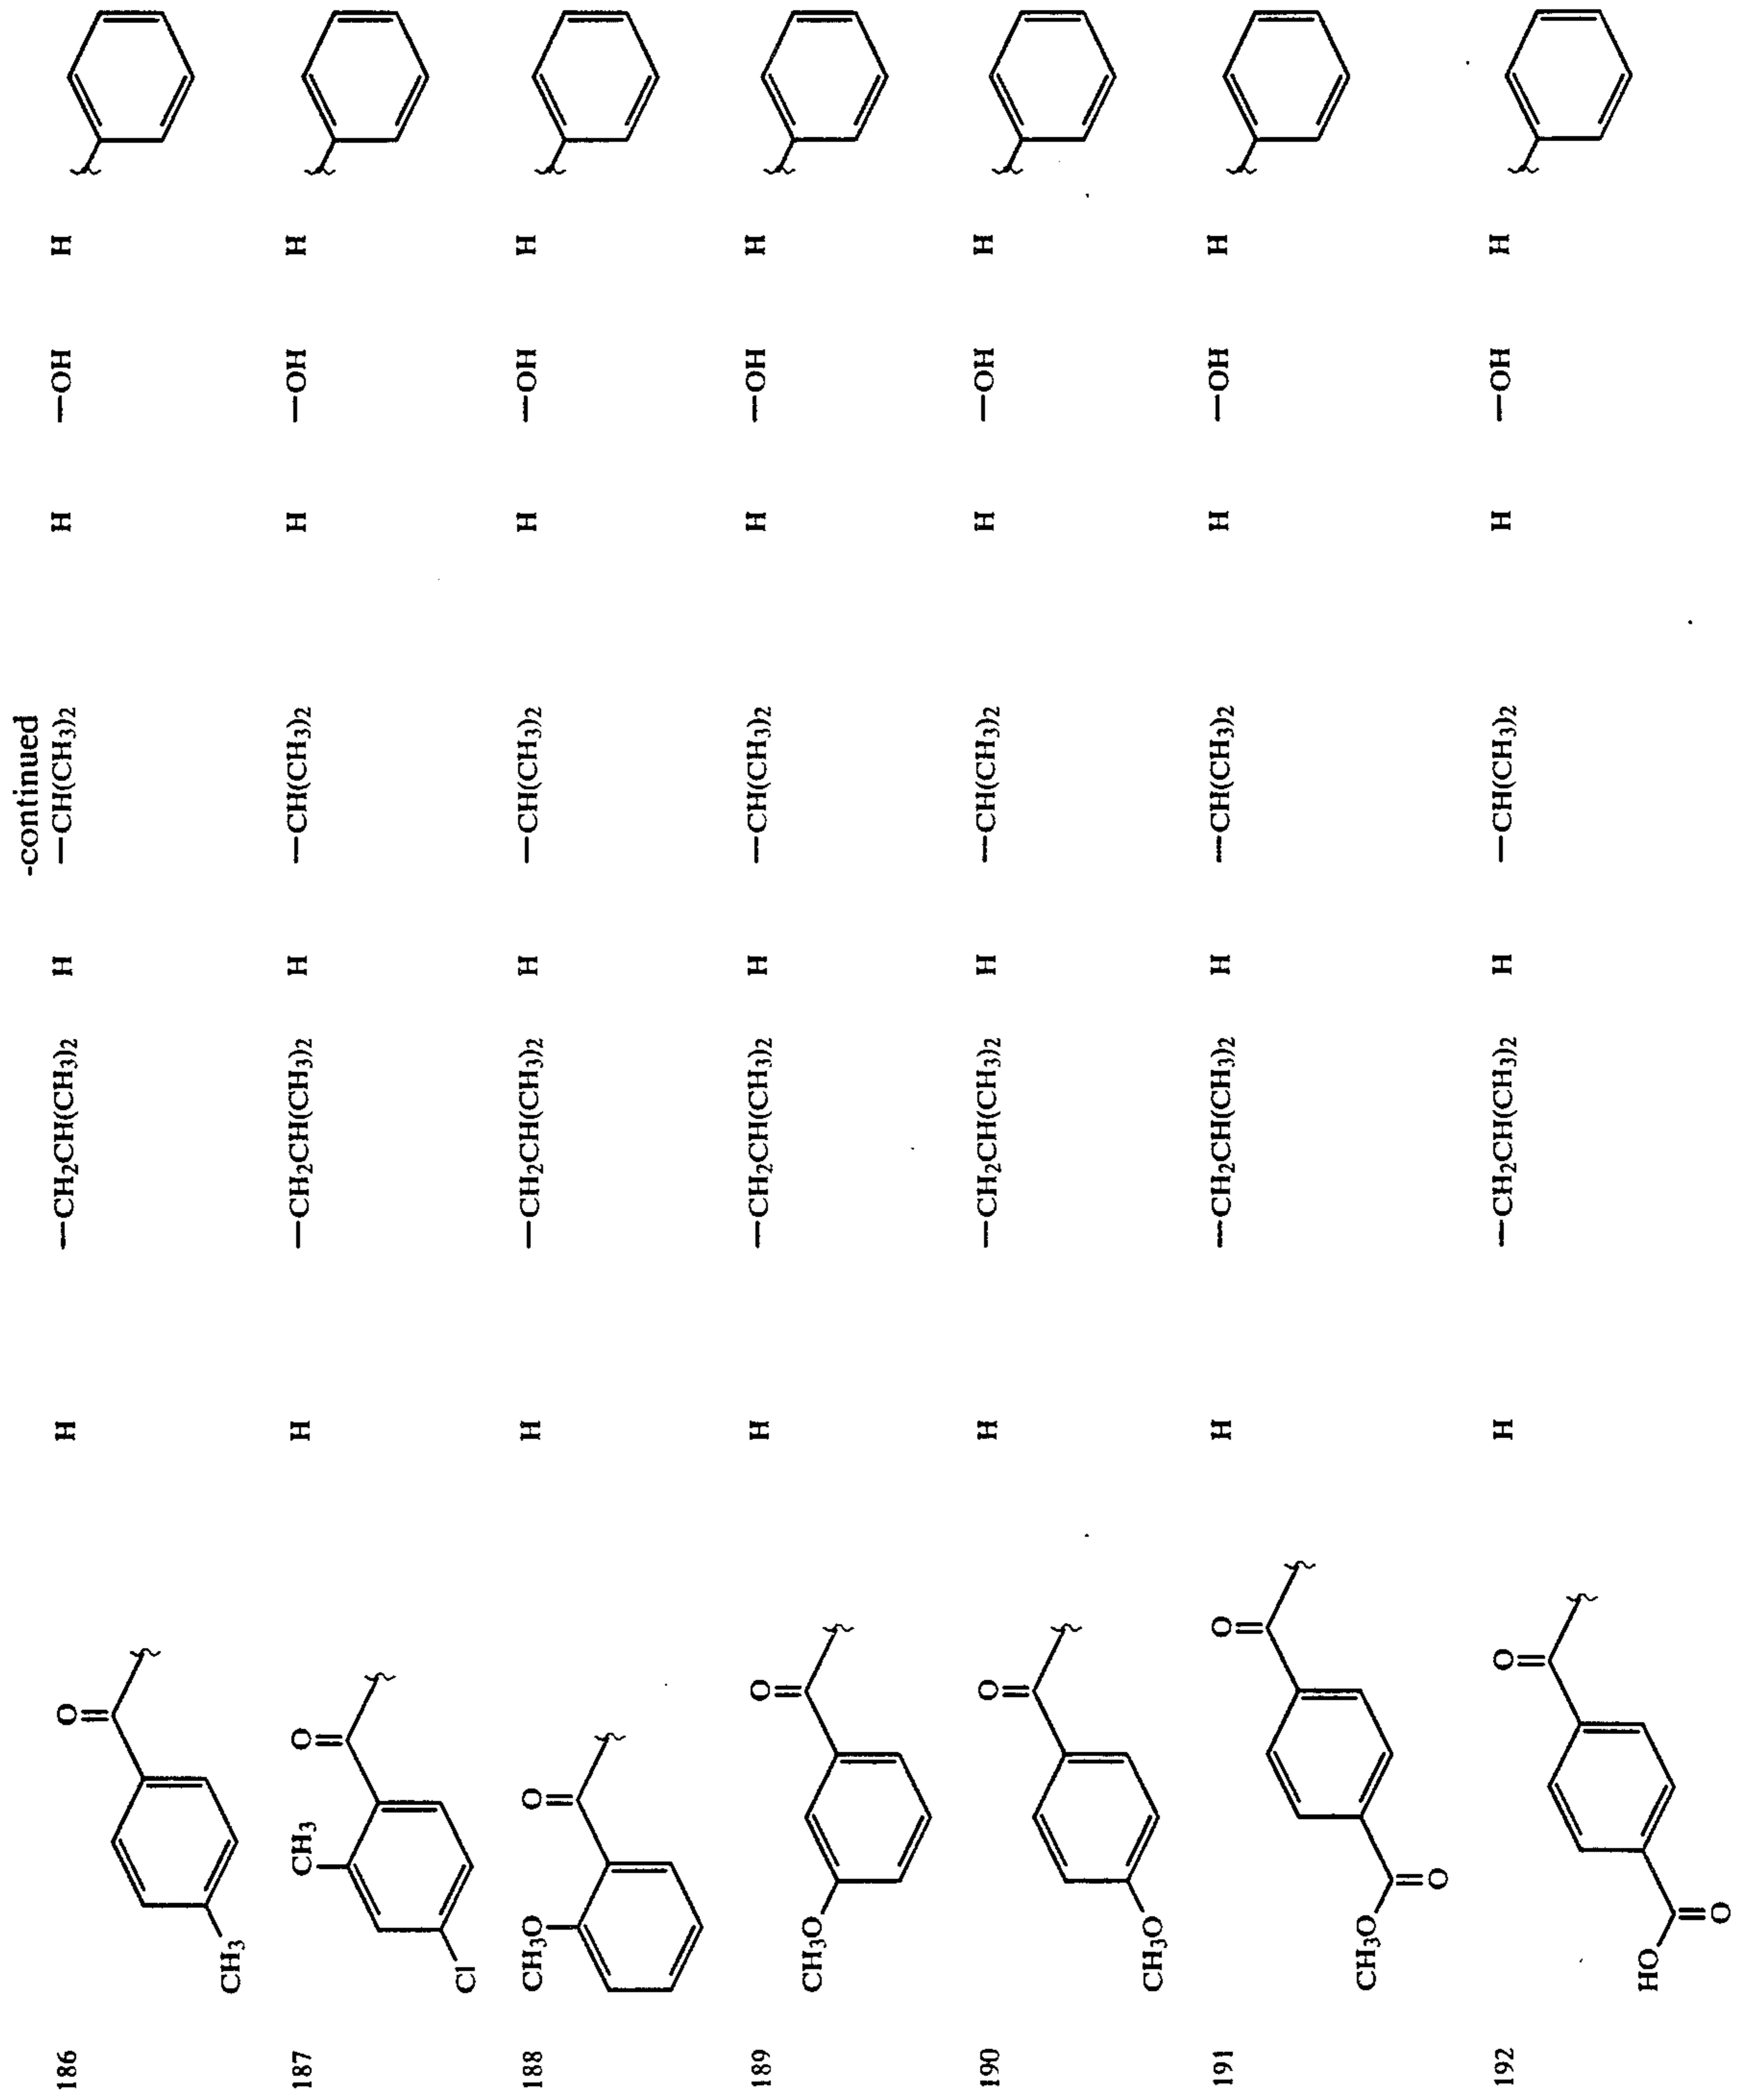 -continued
186 O H —CH₂CH(CH₃)₂ H —CH(CH₃)₂ H —OH H
CH₃
187 CH₃ O H —CH₂CH(CH₃)₂ H —CH(CH₃)₂ H —OH H
Cl
188 CH₃O O H —CH₂CH(CH₃)₂ H —CH(CH₃)₂ H —OH H
189 O H —CH₂CH(CH₃)₂ H —CH(CH₃)₂ H —OH H
CH₃O
190 O H —CH₂CH(CH₃)₂ H —CH(CH₃)₂ H —OH H
CH₃O
191 O H —CH₂CH(CH₃)₂ H —CH(CH₃)₂ H —OH H
CH₃O
O
192 O H —CH₂CH(CH₃)₂ H —CH(CH₃)₂ H —OH H
HO
O